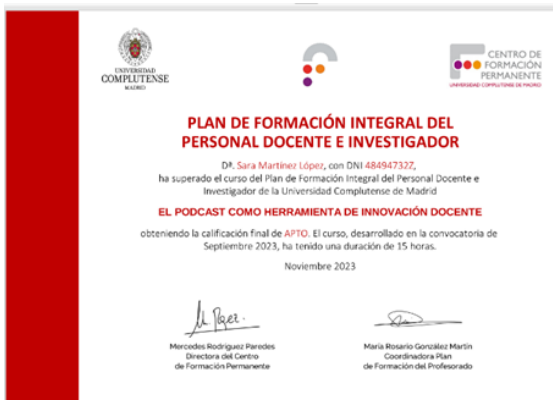 UNIVERSIDAD
COMPLUTENSE
MADRID
CENTRO DE
FORMACIÓN
PERMANENTE
UNIVERSIDAD COMPLUTENSE DE MADRID
PLAN DE FORMACIÓN INTEGRAL DEL
PERSONAL DOCENTE E INVESTIGADOR
Dª. Sara Martínez López, con DNI 48494732Z,
ha superado el curso del Plan de Formación Integral del Personal Docente e
Investigador de la Universidad Complutense de Madrid
EL PODCAST COMO HERRAMIENTA DE INNOVACIÓN DOCENTE
obteniendo la calificación final de APTO. El curso, desarrollado en la convocatoria de
Septiembre 2023, ha tenido una duración de 15 horas.
Noviembre 2023
Mercedes Rodríguez Paredes
Directora del Centro
de Formación Permanente
María Rosario González Martín
Coordinadora Plan
de Formación del Profesorado